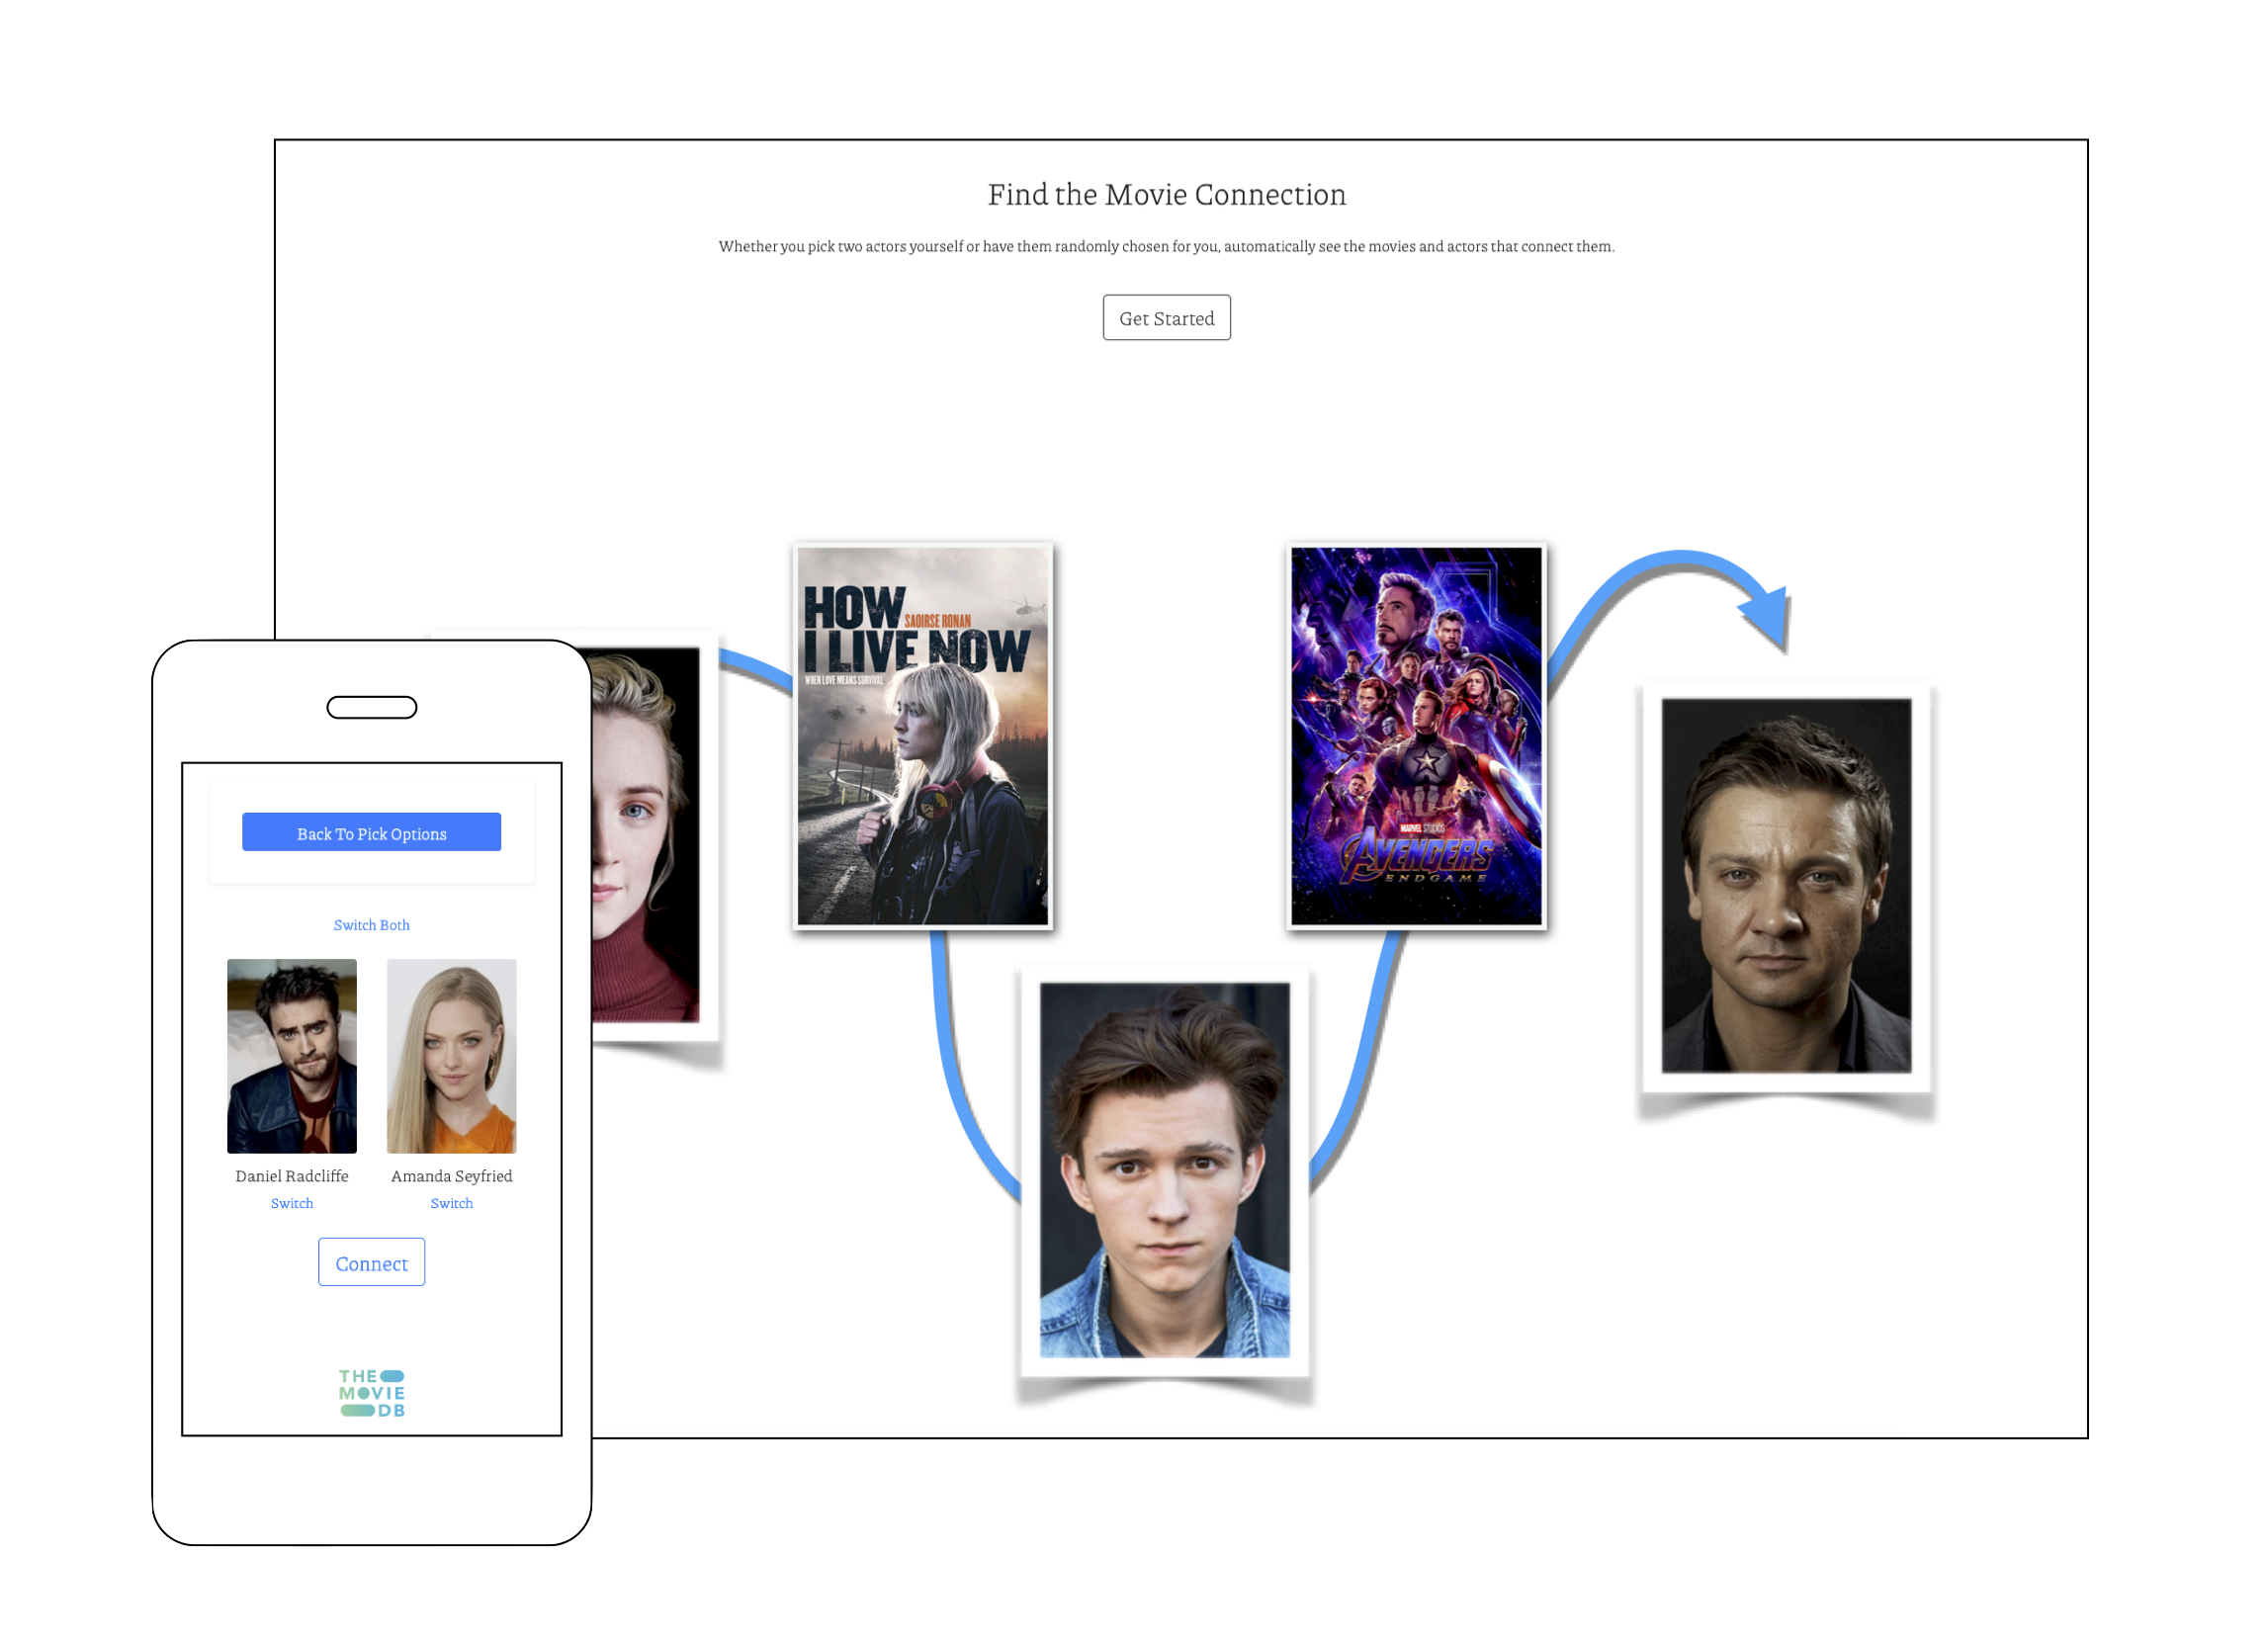 Find the Movie Connection
Whether you pick two actors yourself or have them randomly chosen for you, automatically see the movies and actors that connect them.
Get Started
HOW
SAOIRSE RONAN
I LIVE NOW
WHEN LOVE MEANS SURVIVAL
MARVEL STUDIOS
AVENGERS
ENDGAME
Back To Pick Options
Switch Both
Daniel Radcliffe
Amanda Seyfried
Switch
Switch
Connect
THE
MOVIE
DB